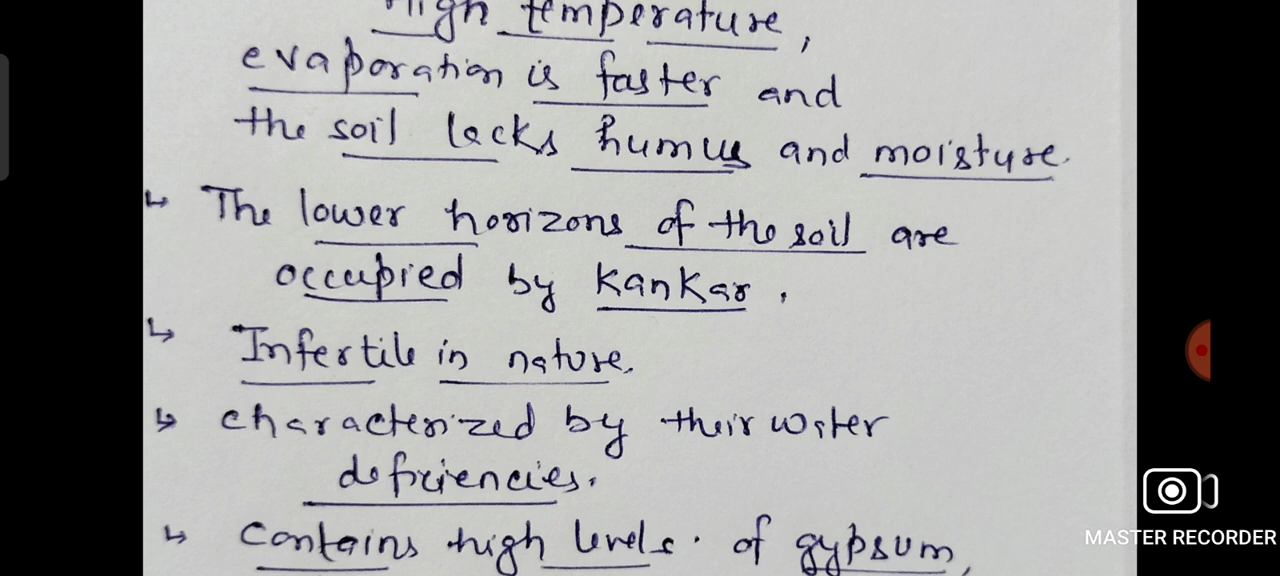 High temperature,
evaporation is faster and
the soil lacks humus and moisture.
↳ The lower horizons of the soil are
occupied by Kankar.
↳ Infertile in nature.
↳ characterized by their water
deficiencies.
↳ Contains high levels. of gypsum,
MASTER RECORDER